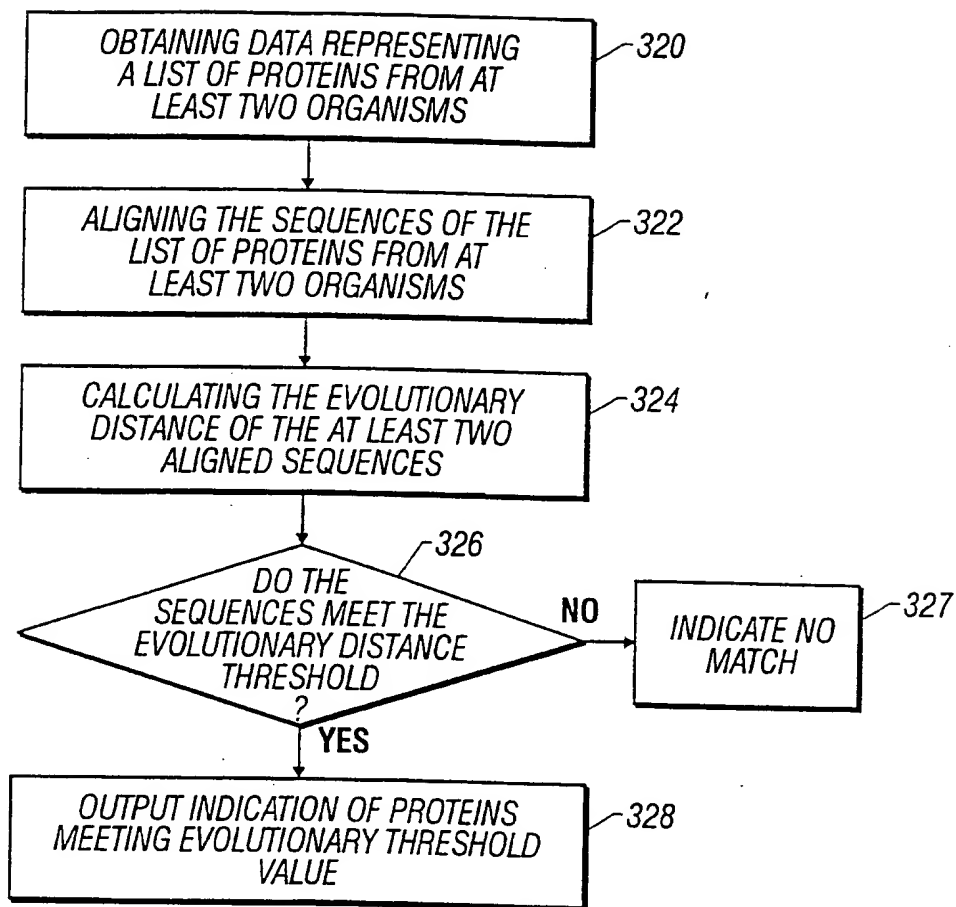 OBTAINING DATA REPRESENTING
A LIST OF PROTEINS FROM AT
LEAST TWO ORGANISMS
320
ALIGNING THE SEQUENCES OF THE
LIST OF PROTEINS FROM AT
LEAST TWO ORGANISMS
322
CALCULATING THE EVOLUTIONARY
DISTANCE OF THE AT LEAST TWO
ALIGNED SEQUENCES
324
326
DO THE
SEQUENCES MEET THE
EVOLUTIONARY DISTANCE
THRESHOLD
?
NO
INDICATE NO
MATCH
327
YES
OUTPUT INDICATION OF PROTEINS
MEETING EVOLUTIONARY THRESHOLD
VALUE
328